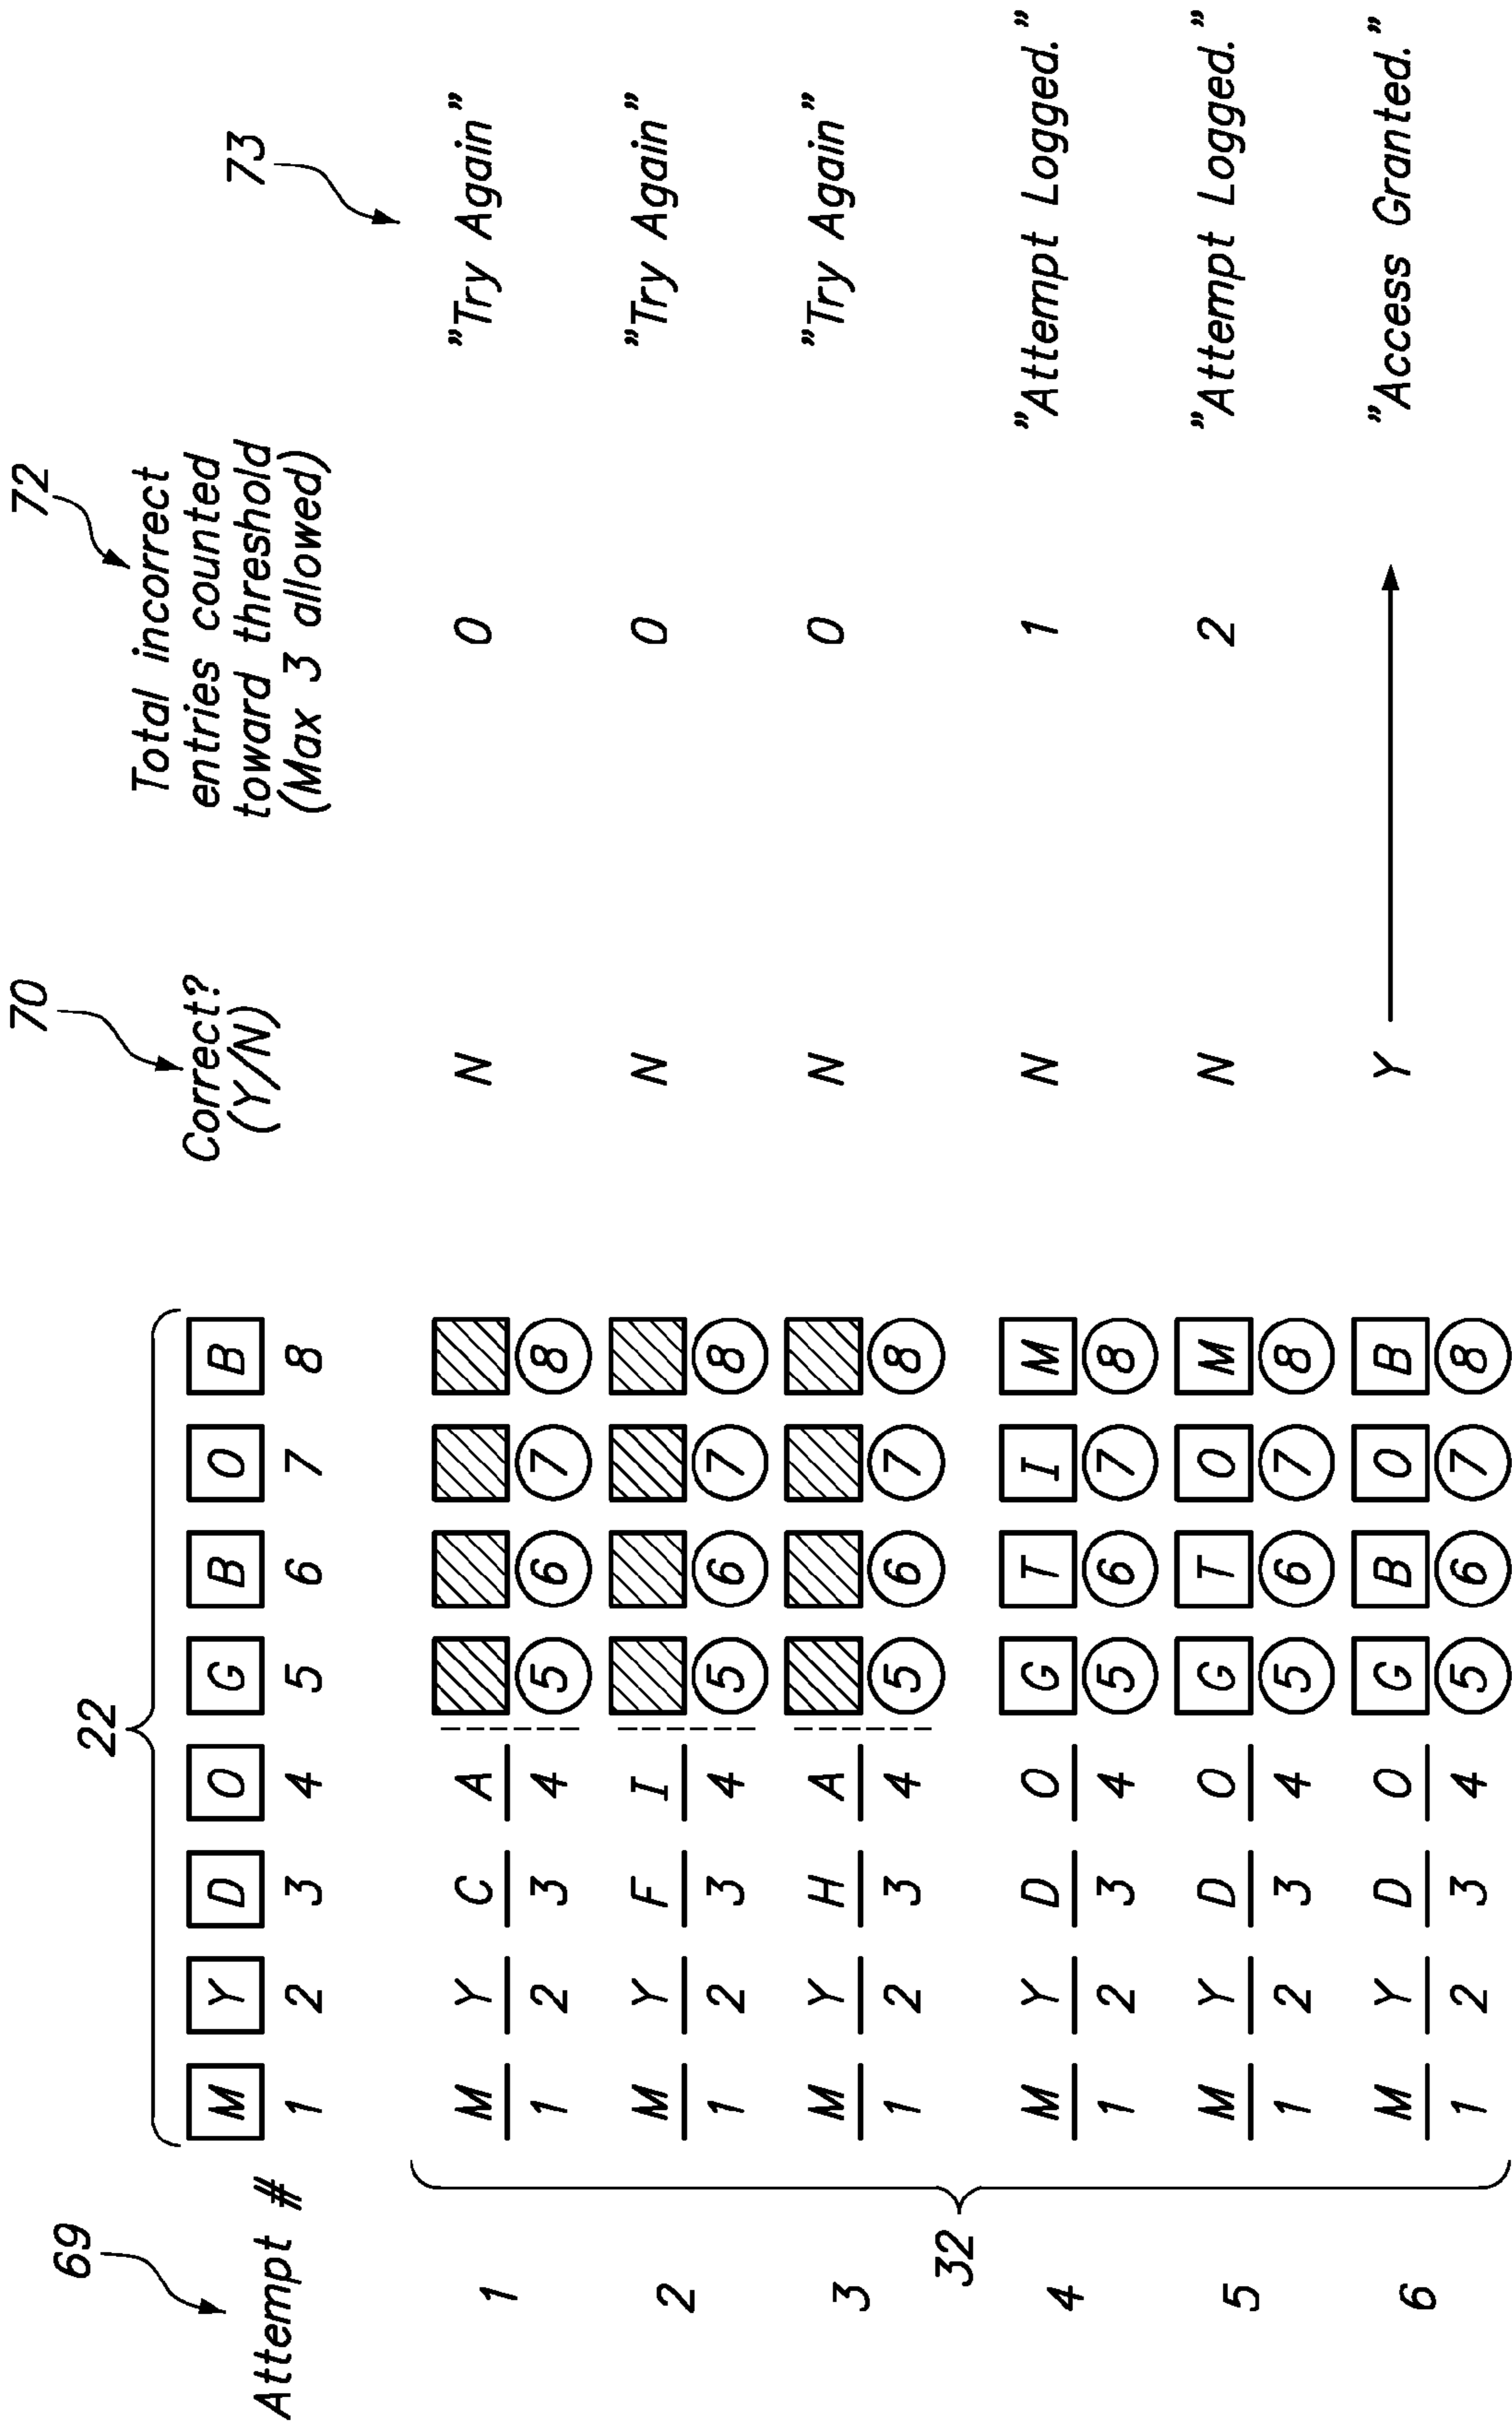 72
70
73
22
69
Total incorrect
entries counted
toward threshold
(Max 3 allowed)
Correct?
(Y/N)
Attempt #
M Y D O G B O B
1 2 3 4 5 6 7 8
1 M Y C A N 0 "Try Again"
1 2 3 4 5 6 7 8
2 M Y F I N 0 "Try Again"
1 2 3 4 5 6 7 8
3 M Y H A N 0 "Try Again"
1 2 3 4 5 6 7 8
32
4 M Y D O G T I M N 1 "Attempt Logged."
1 2 3 4 5 6 7 8
5 M Y D O G T O M N 2 "Attempt Logged."
1 2 3 4 5 6 7 8
6 M Y D O G B O B Y "Access Granted."
1 2 3 4 5 6 7 8